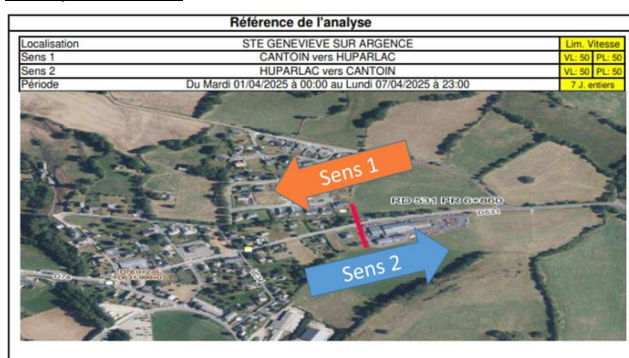 Référence de l'analyse
Localisation STE GENEVIEVE SUR ARGENCE Lim. Vitesse
Sens 1 CANTOIN vers HUPARLAC VL: 50 PL: 50
Sens 2 HUPARLAC vers CANTOIN VL: 50 PL: 50
Période Du Mardi 01/04/2025 à 00:00 au Lundi 07/04/2025 à 23:00 7 J. entiers
Sens 1
RD 531 PR 6+860
D531
Sens 2
D78